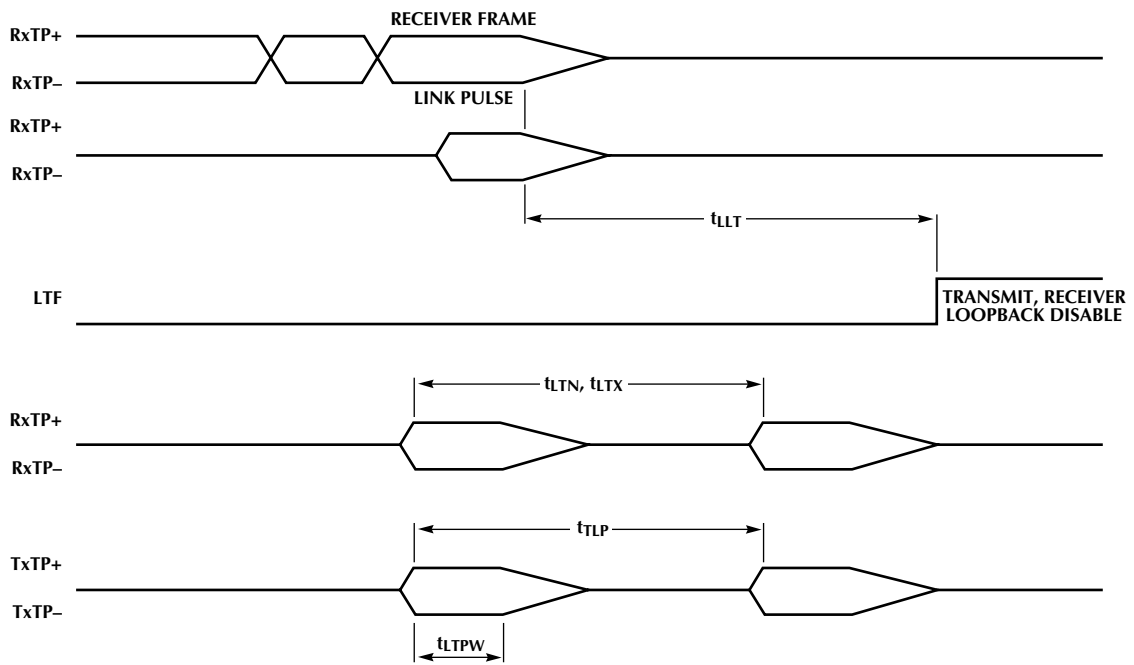 RECEIVER FRAME
RxTP+
RxTP–
LINK PULSE
RxTP+
RxTP–
tLLT
LTF
TRANSMIT, RECEIVER
LOOPBACK DISABLE
tLTN, tLTX
RxTP+
RxTP–
tTLP
TxTP+
TxTP–
tLTPW